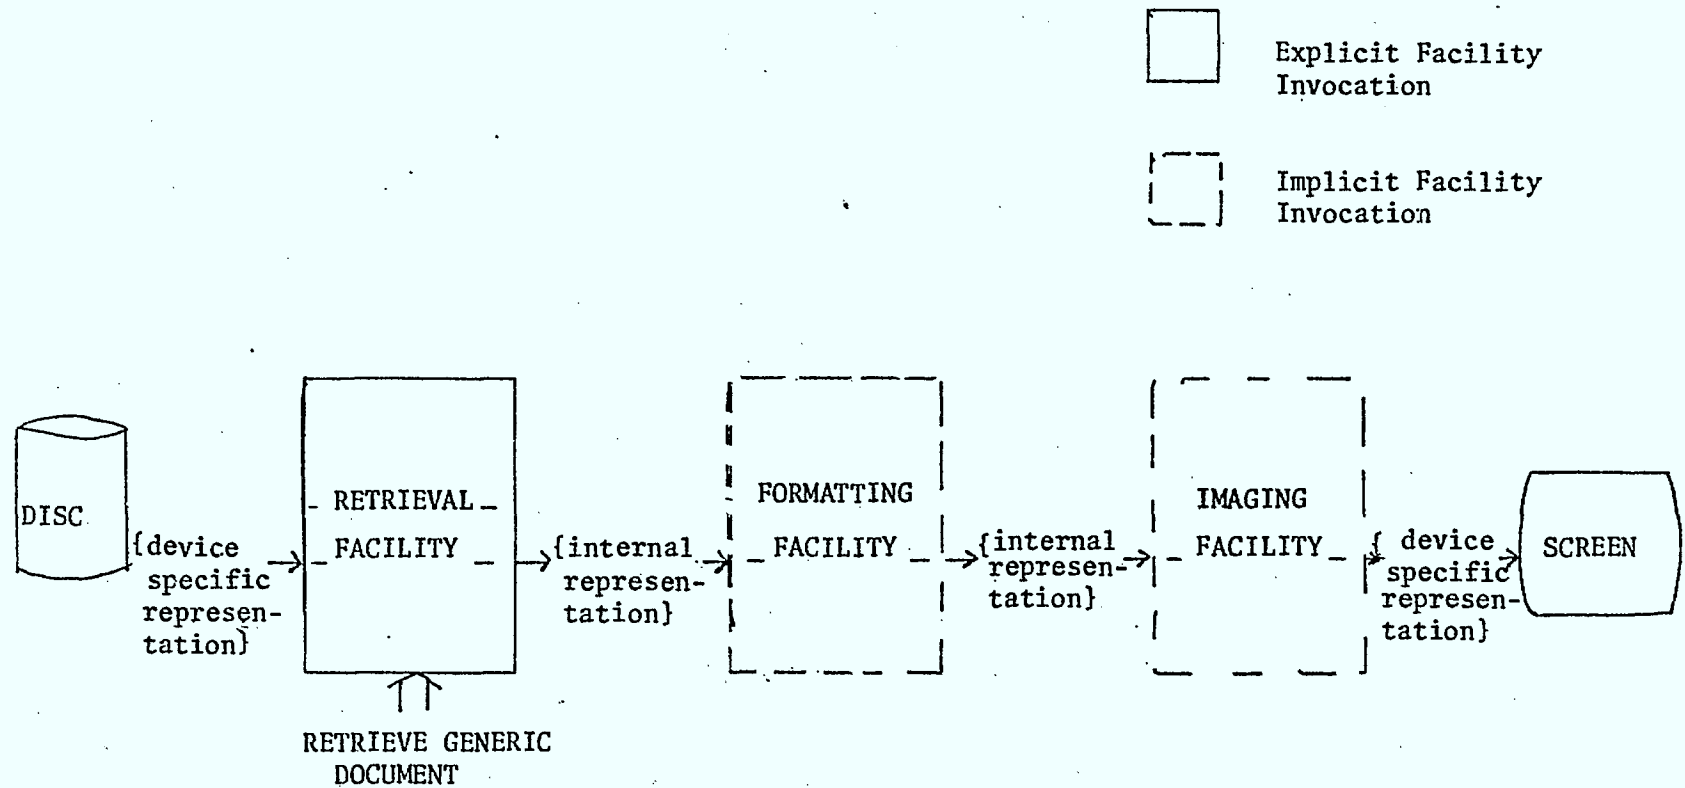 Explicit Facility
Invocation
Implicit Facility
Invocation
DISC
{device
specific
represen-
tation}
RETRIEVAL
FACILITY
{internal
represen-
tation}
FORMATTING
FACILITY
{internal
represen-
tation}
IMAGING
FACILITY
{ device
specific
represen-
tation}
SCREEN
RETRIEVE GENERIC
DOCUMENT